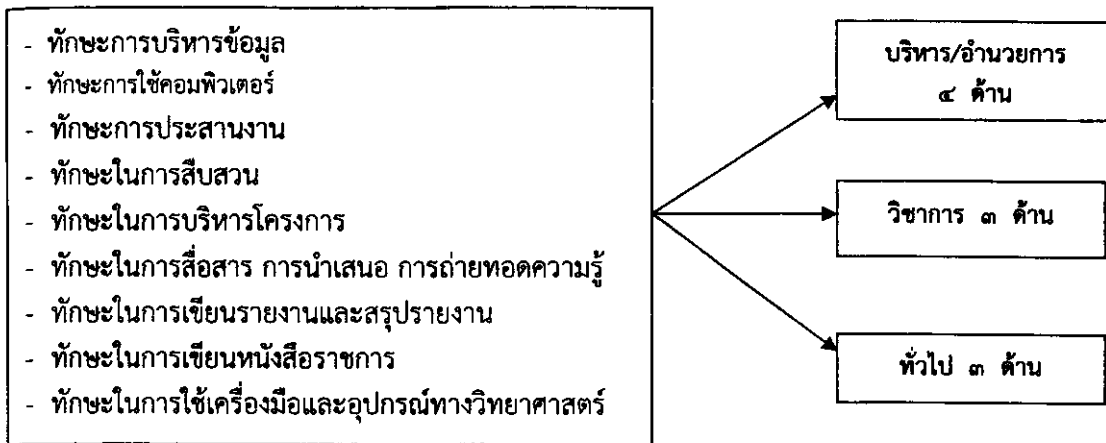 - ทักษะการบริหารข้อมูล
- ทักษะการใช้คอมพิวเตอร์
- ทักษะการประสานงาน
- ทักษะในการสืบสวน
- ทักษะในการบริหารโครงการ
- ทักษะในการสื่อสาร การนำเสนอ การถ่ายทอดความรู้
- ทักษะในการเขียนรายงานและสรุปรายงาน
- ทักษะในการเขียนหนังสือราชการ
- ทักษะในการใช้เครื่องมือและอุปกรณ์ทางวิทยาศาสตร์
บริหาร/อำนวยการ
๔ ด้าน
วิชาการ ๓ ด้าน
ทั่วไป ๓ ด้าน